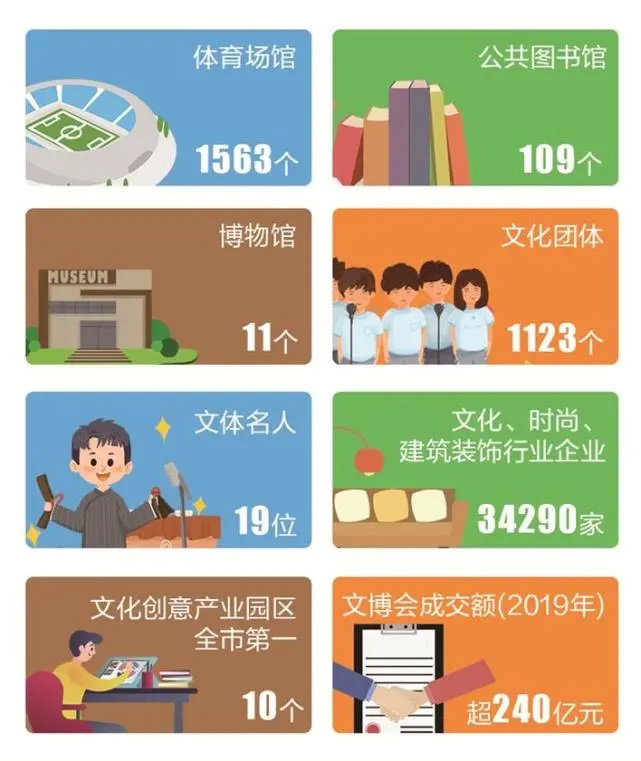 体育场馆
1563个
公共图书馆
109个
博物馆
MUSEUM
11个
文化团体
1123个
文体名人
19位
文化、时尚、
建筑装饰行业企业
34290家
文化创意产业园区
全市第一
10个
文博会成交额(2019年)
超240亿元